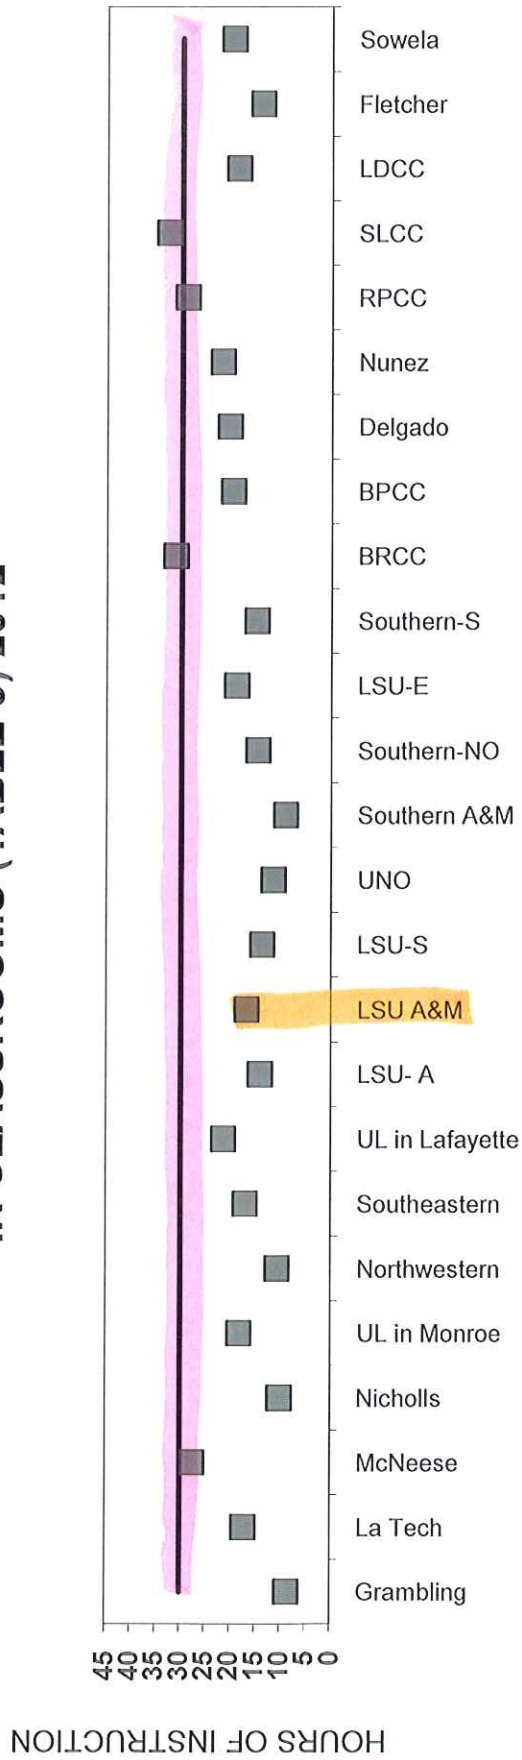 Sowela
Fletcher
LDCC
SLCC
RPCC
Nunez
Delgado
BPCC
BRCC
Southern-S
LSU-E
Southern-NO
Southern A&M
UNO
LSU-S
LSU A&M
LSU- A
UL in Lafayette
Southeastern
Northwestern
UL in Monroe
Nicholls
McNeese
La Tech
Grambling
45
40
35
30
25
20
15
10
5
0
HOURS OF INSTRUCTION